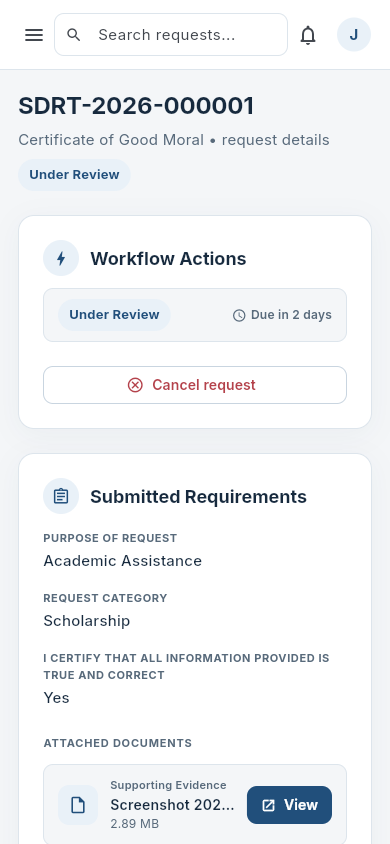 Search requests...
J
SDRT-2026-000001
Certificate of Good Moral • request details
Under Review
Workflow Actions
Under Review
Due in 2 days
Cancel request
Submitted Requirements
PURPOSE OF REQUEST
Academic Assistance
REQUEST CATEGORY
Scholarship
I CERTIFY THAT ALL INFORMATION PROVIDED IS
TRUE AND CORRECT
Yes
ATTACHED DOCUMENTS
Supporting Evidence
Screenshot 202...
View
2.89 MB